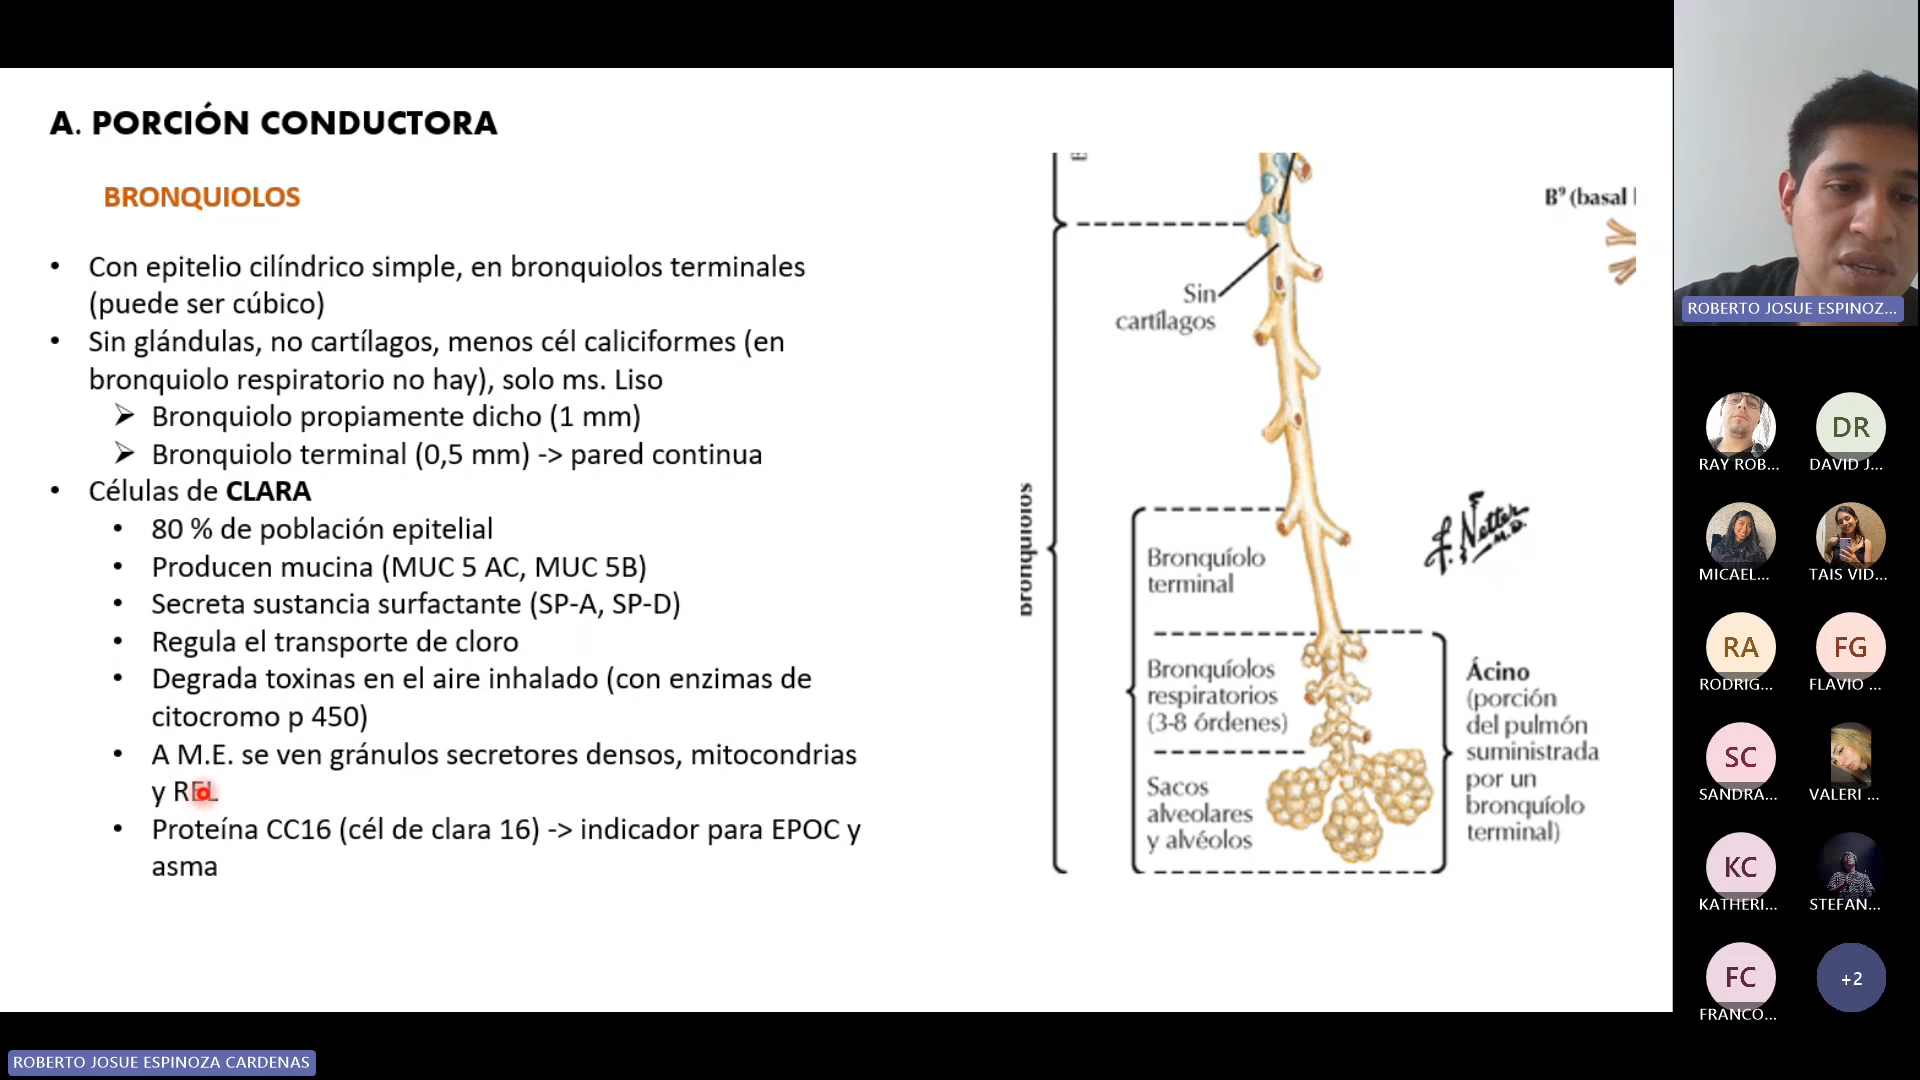 A. PORCIÓN CONDUCTORA
BRONQUIOLOS
• Con epitelio cilíndrico simple, en bronquiolos terminales
(puede ser cúbico)
• Sin glándulas, no cartílagos, menos cél caliciformes (en
bronquiolo respiratorio no hay), solo ms. Liso
➢ Bronquiolo propiamente dicho (1 mm)
➢ Bronquiolo terminal (0,5 mm) -> pared continua
• Células de CLARA
• 80 % de población epitelial
• Producen mucina (MUC 5 AC, MUC 5B)
• Secreta sustancia surfactante (SP-A, SP-D)
• Regula el transporte de cloro
• Degrada toxinas en el aire inhalado (con enzimas de
citocromo p 450)
• A M.E. se ven gránulos secretores densos, mitocondrias
y REL
• Proteína CC16 (cél de clara 16) -> indicador para EPOC y
asma
B⁹ (basal
Sin
cartílagos
Bronquiolos
Bronquíolo
terminal
F. Netter
M.D.
Bronquíolos
respiratorios
(3-8 órdenes)
Sacos
alveolares
y alvéolos
Ácino
(porción
del pulmón
suministrada
por un
bronquíolo
terminal)
ROBERTO JOSUE ESPINOZ...
RAY ROB...
DR
DAVID J...
MICAEL...
TAIS VID...
RA
RODRIG...
FG
FLAVIO ...
SC
SANDRA...
VALERI ...
KC
KATHERI...
STEFAN...
FC
FRANCO...
+2
ROBERTO JOSUE ESPINOZA CARDENAS